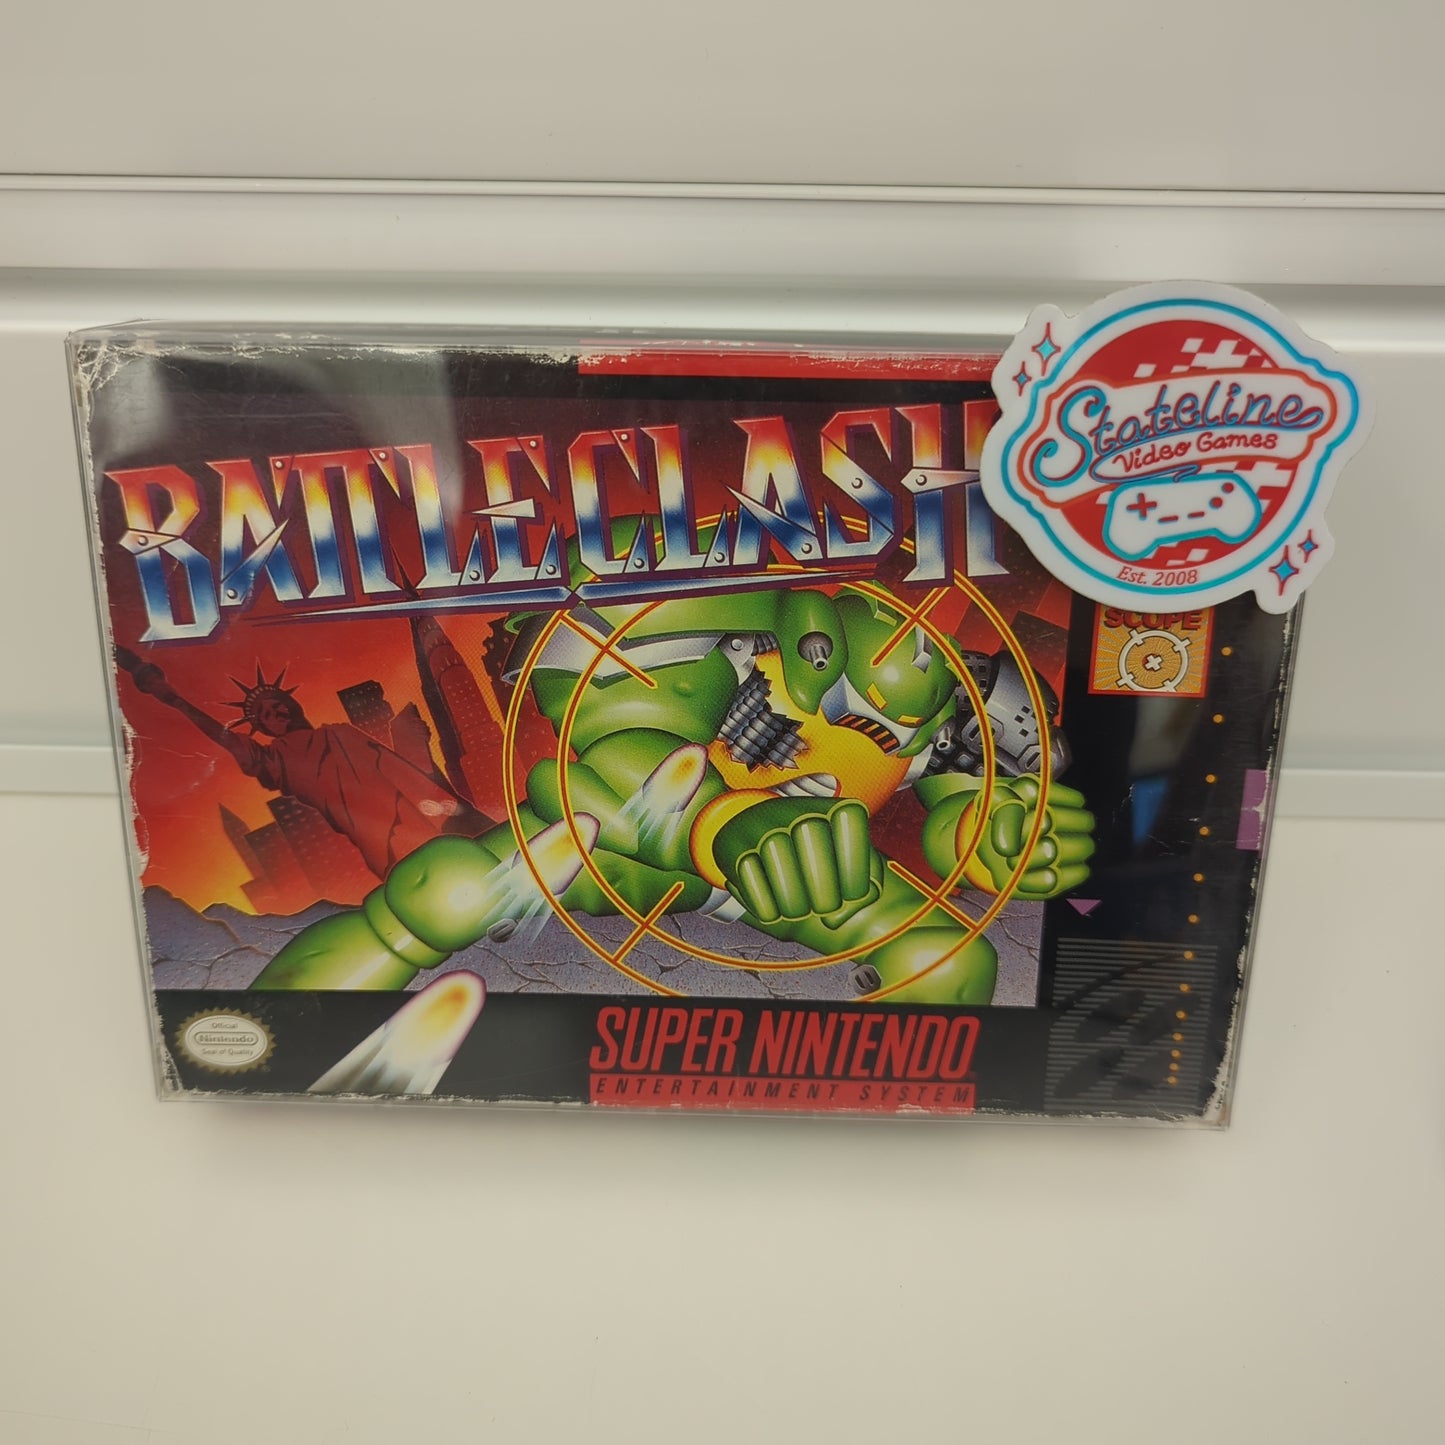 BATTLECLASH
Stateline
Video Games
Est. 2008
SCOPE
Official
Nintendo
Seal of Quality
SUPER NINTENDO
ENTERTAINMENT SYSTEM